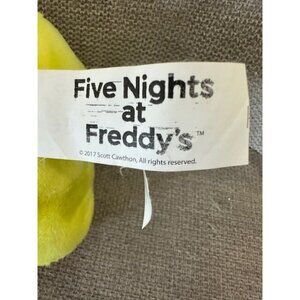 Five Nights
at
Freddy's™
© 2017 Scott Cawthon, All rights reserved.